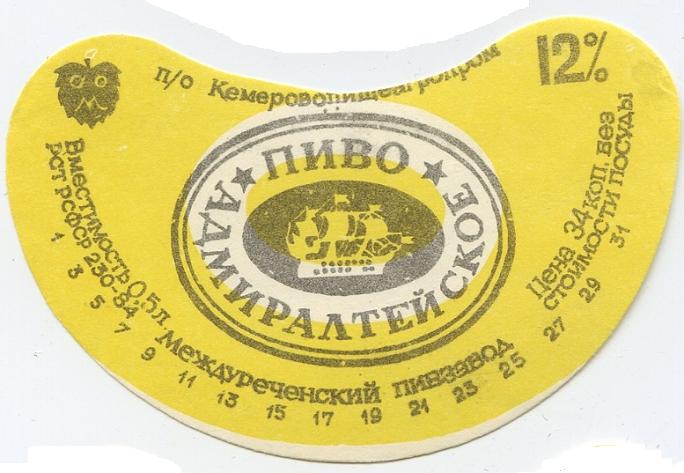 п/о Кемеровопищеагропром
12%
ПИВО
АДМИРАЛТЕЙСКОЕ
Вместимость 0,5 л
РСТ РСФСР 230-84
Цена 34 коп. без
стоимости посуды
Междуреченский пивзавод
1 3 5 7 9 11 13 15 17 19 21 23 25 27 29 31